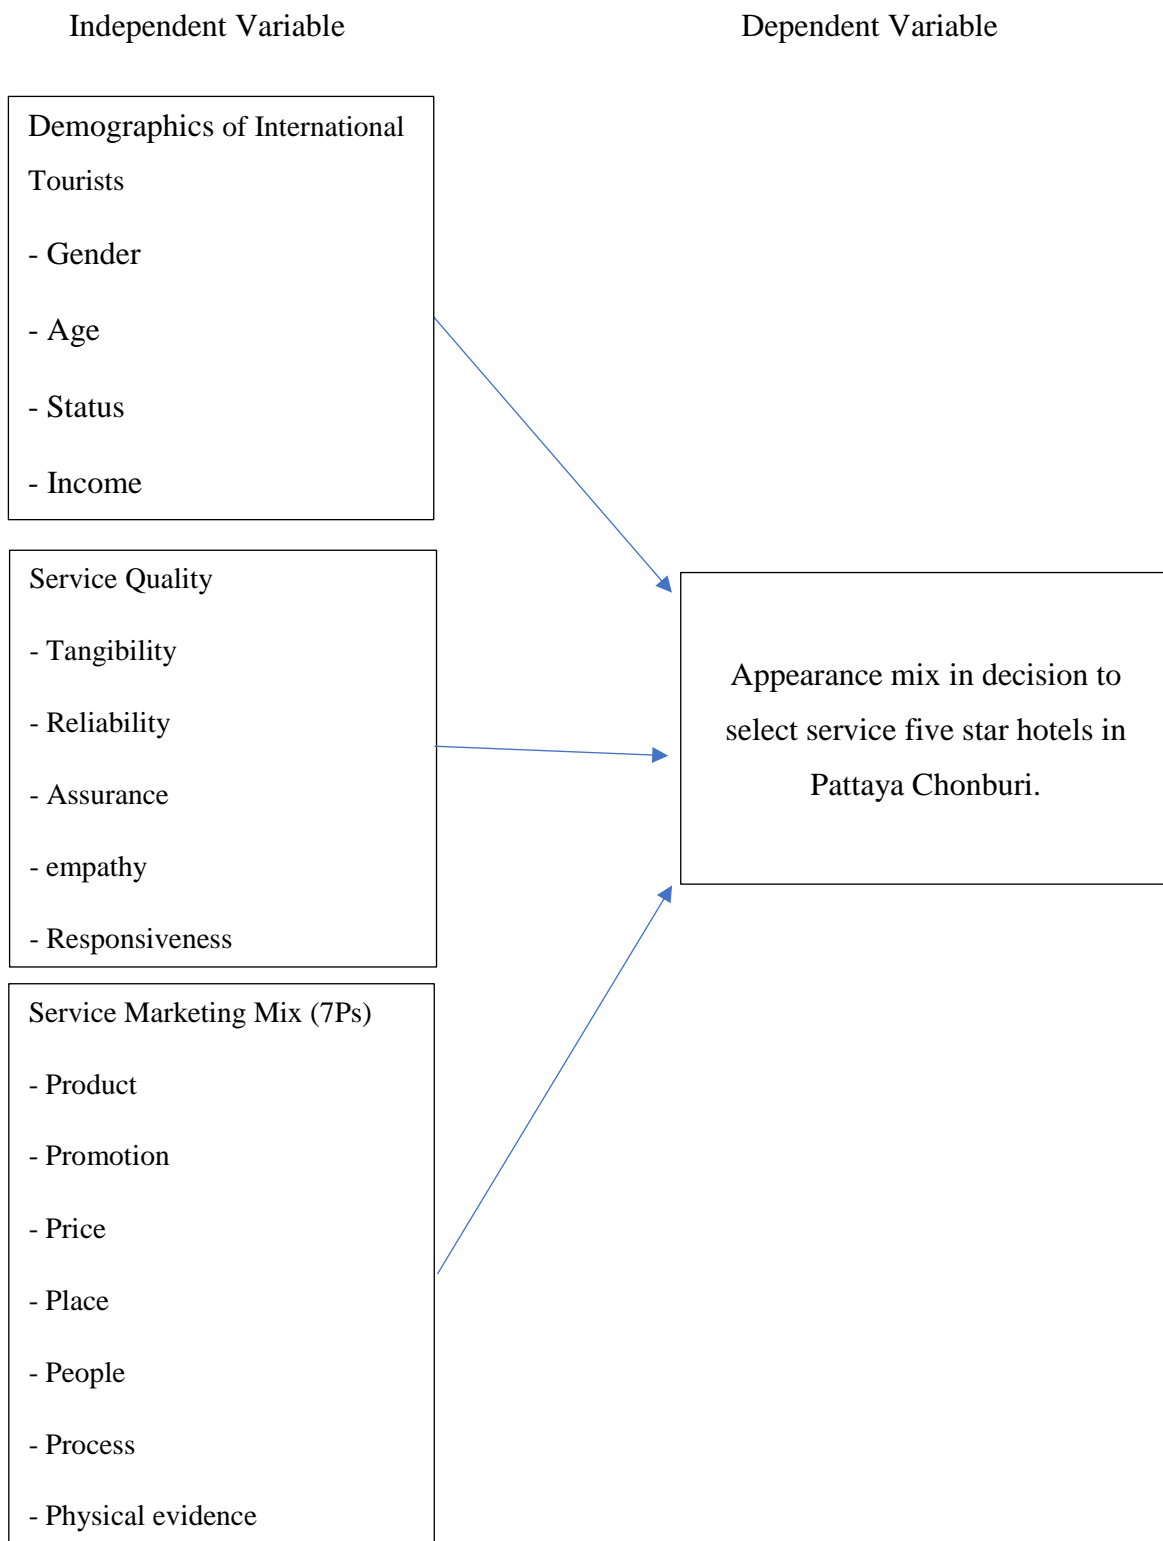 Independent Variable
Dependent Variable
Demographics of International
Tourists
- Gender
- Age
- Status
- Income
Service Quality
- Tangibility
- Reliability
- Assurance
- empathy
- Responsiveness
Service Marketing Mix (7Ps)
- Product
- Promotion
- Price
- Place
- People
- Process
- Physical evidence
Appearance mix in decision to
select service five star hotels in
Pattaya Chonburi.